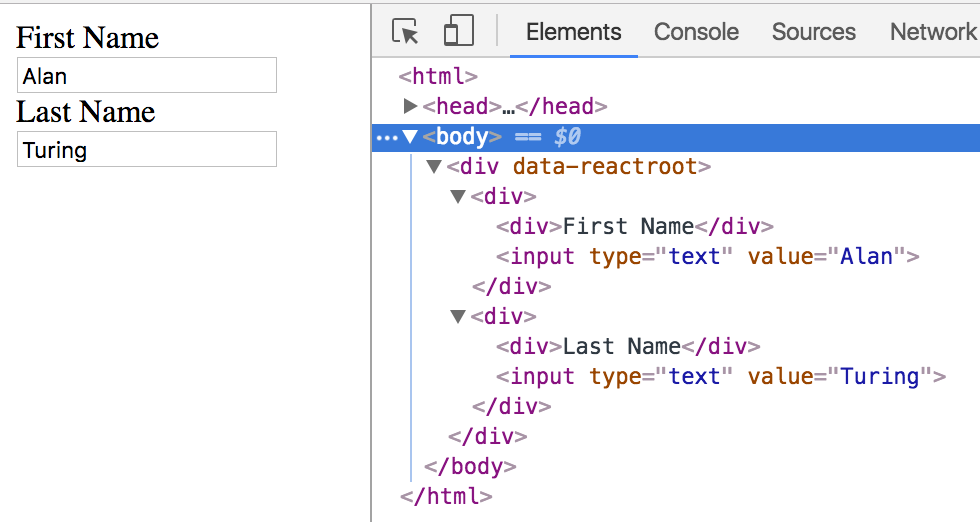 First Name
Alan
Last Name
Turing
Elements Console Sources Network
<html>
▶<head>…</head>
…▼<body> == $0
▼<div data-reactroot>
▼<div>
<div>First Name</div>
<input type="text" value="Alan">
</div>
▼<div>
<div>Last Name</div>
<input type="text" value="Turing">
</div>
</div>
</body>
</html>